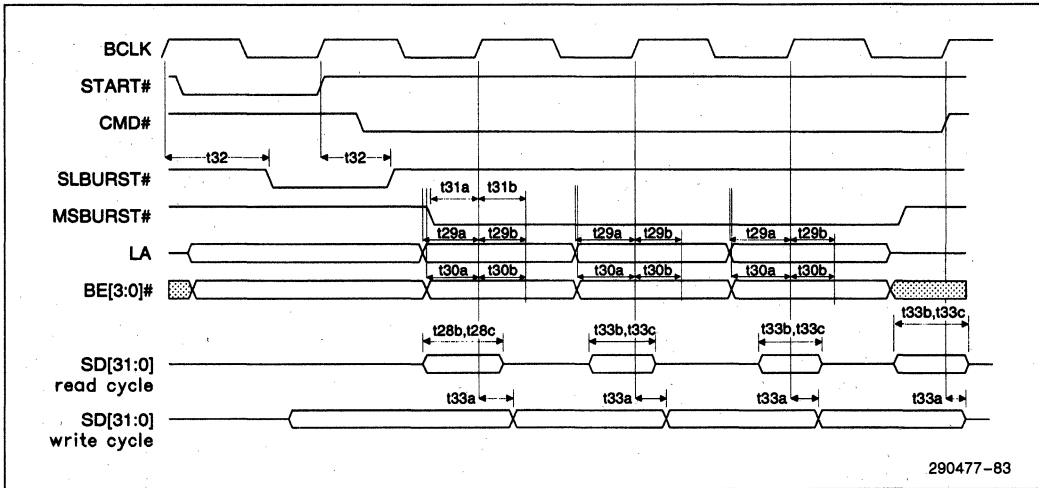 BCLK
START#
CMD#
t32 t32
SLBURST#
t31a t31b
MSBURST#
t29a t29b t29a t29b t29a t29b
LA
t30a t30b t30a t30b t30a t30b
BE[3:0]#
t28b,t28c t33b,t33c t33b,t33c t33b,t33c
SD[31:0]
read cycle
t33a t33a t33a t33a
SD[31:0]
write cycle
290477-83